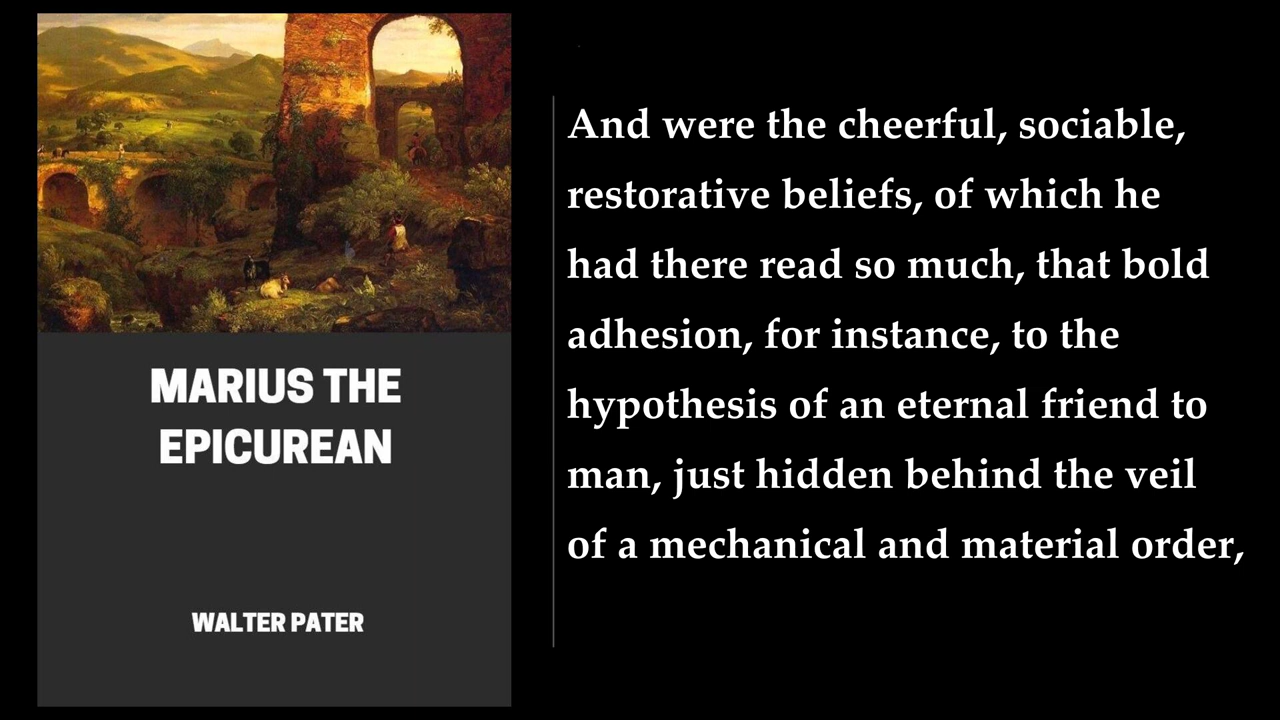 MARIUS THE
EPICUREAN
WALTER PATER
And were the cheerful, sociable,
restorative beliefs, of which he
had there read so much, that bold
adhesion, for instance, to the
hypothesis of an eternal friend to
man, just hidden behind the veil
of a mechanical and material order,